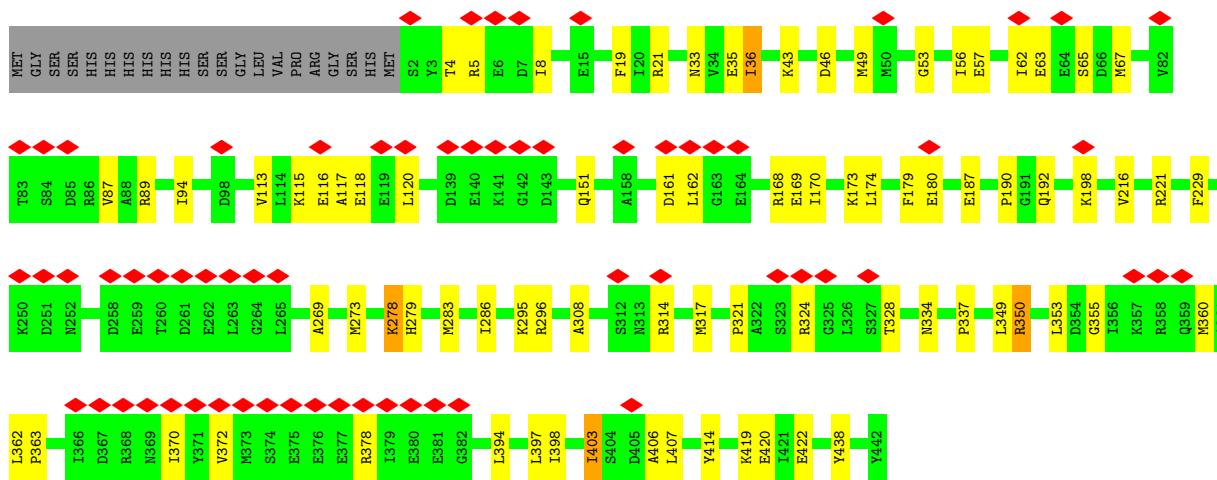 MET GLY SER SER HIS HIS HIS HIS HIS HIS SER SER GLY LEU VAL PRO ARG GLY SER HIS MET S2 Y3 T4 R5 E6 D7 I8 E15 F19 I20 R21 N33 V34 E35 I36 K43 D46 M49 M50 G53 I56 E57 I62 E63 E64 S65 D66 M67 V82
T83 S84 D85 R86 V87 A88 R89 I94 D98 V113 L114 K115 E116 A117 E118 E119 L120 D139 E140 K141 G142 D143 Q151 A158 D161 L162 G163 E164 R168 E169 I170 K173 L174 F179 E180 E187 P190 G191 Q192 K198 V216 R221 F229
K250 D251 N252 D258 E259 T260 D261 E262 L263 G264 L265 A269 M273 K278 H279 M283 I286 K295 R296 A308 S312 N313 R314 M317 P321 A322 S323 R324 G325 L326 S327 T328 N334 P337 L349 R350 L353 D354 G355 I356 K357 R358 Q359 M360
L362 P363 I366 D367 R368 N369 I370 Y371 V372 M373 S374 E375 E376 E377 R378 I379 E380 E381 G382 L394 L397 I398 I403 S404 D405 A406 L407 Y414 K419 E420 I421 E422 Y438 Y442